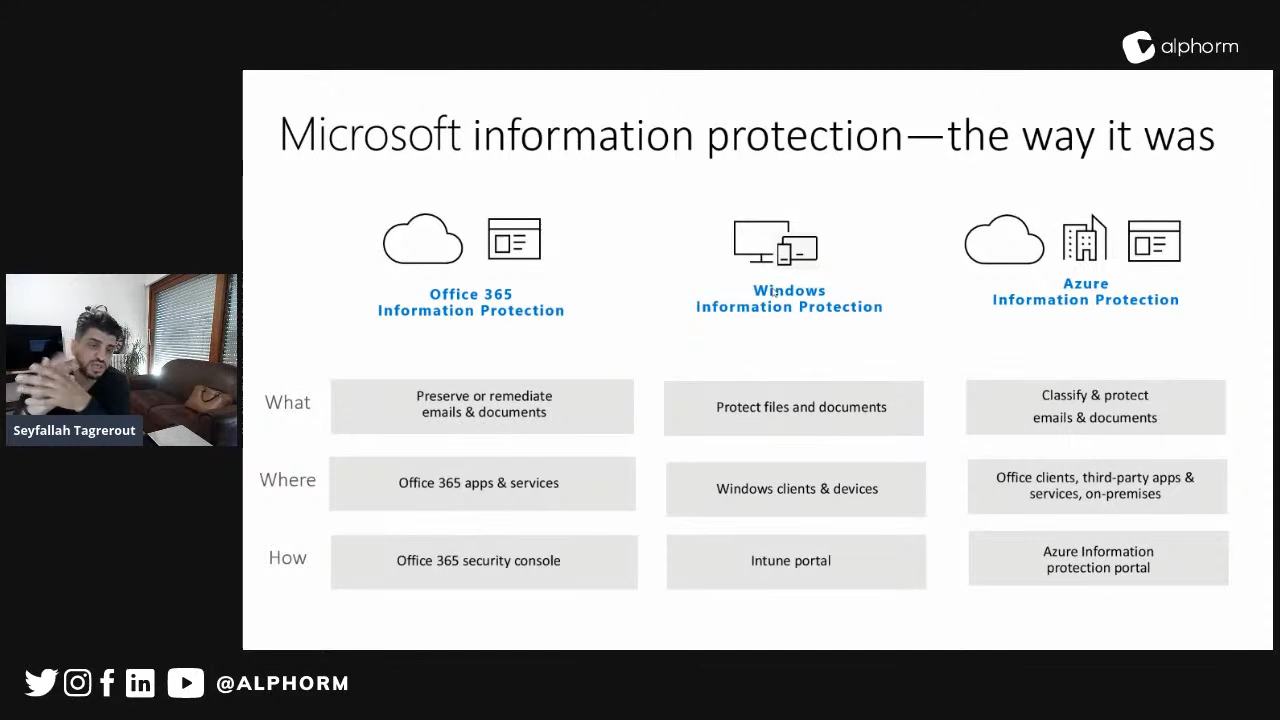 alphorm
Microsoft information protection—the way it was
Office 365
Information Protection
Windows
Information Protection
Azure
Information Protection
What
Preserve or remediate
emails & documents
Protect files and documents
Classify & protect
emails & documents
Where
Office 365 apps & services
Windows clients & devices
Office clients, third-party apps &
services, on-premises
How
Office 365 security console
Intune portal
Azure Information
protection portal
Seyfallah Tagrerout
@ALPHORM